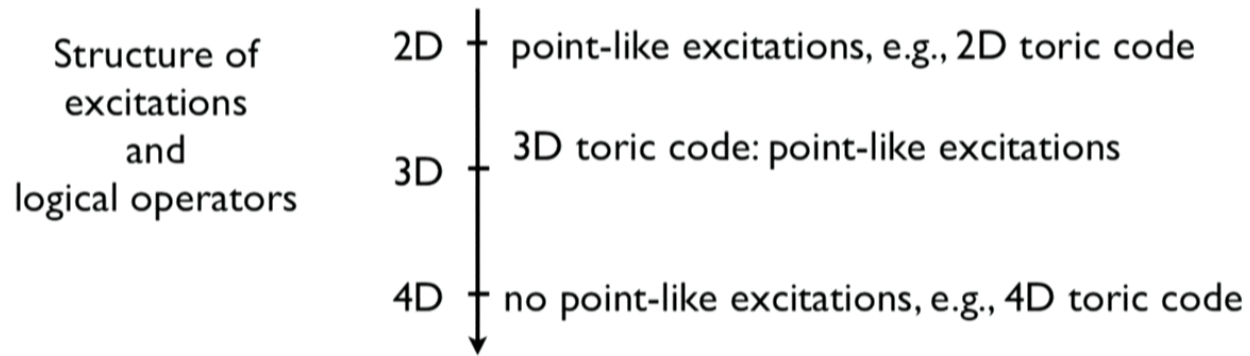 Structure of
excitations
and
logical operators
2D point-like excitations, e.g., 2D toric code
3D toric code: point-like excitations
3D
4D no point-like excitations, e.g., 4D toric code